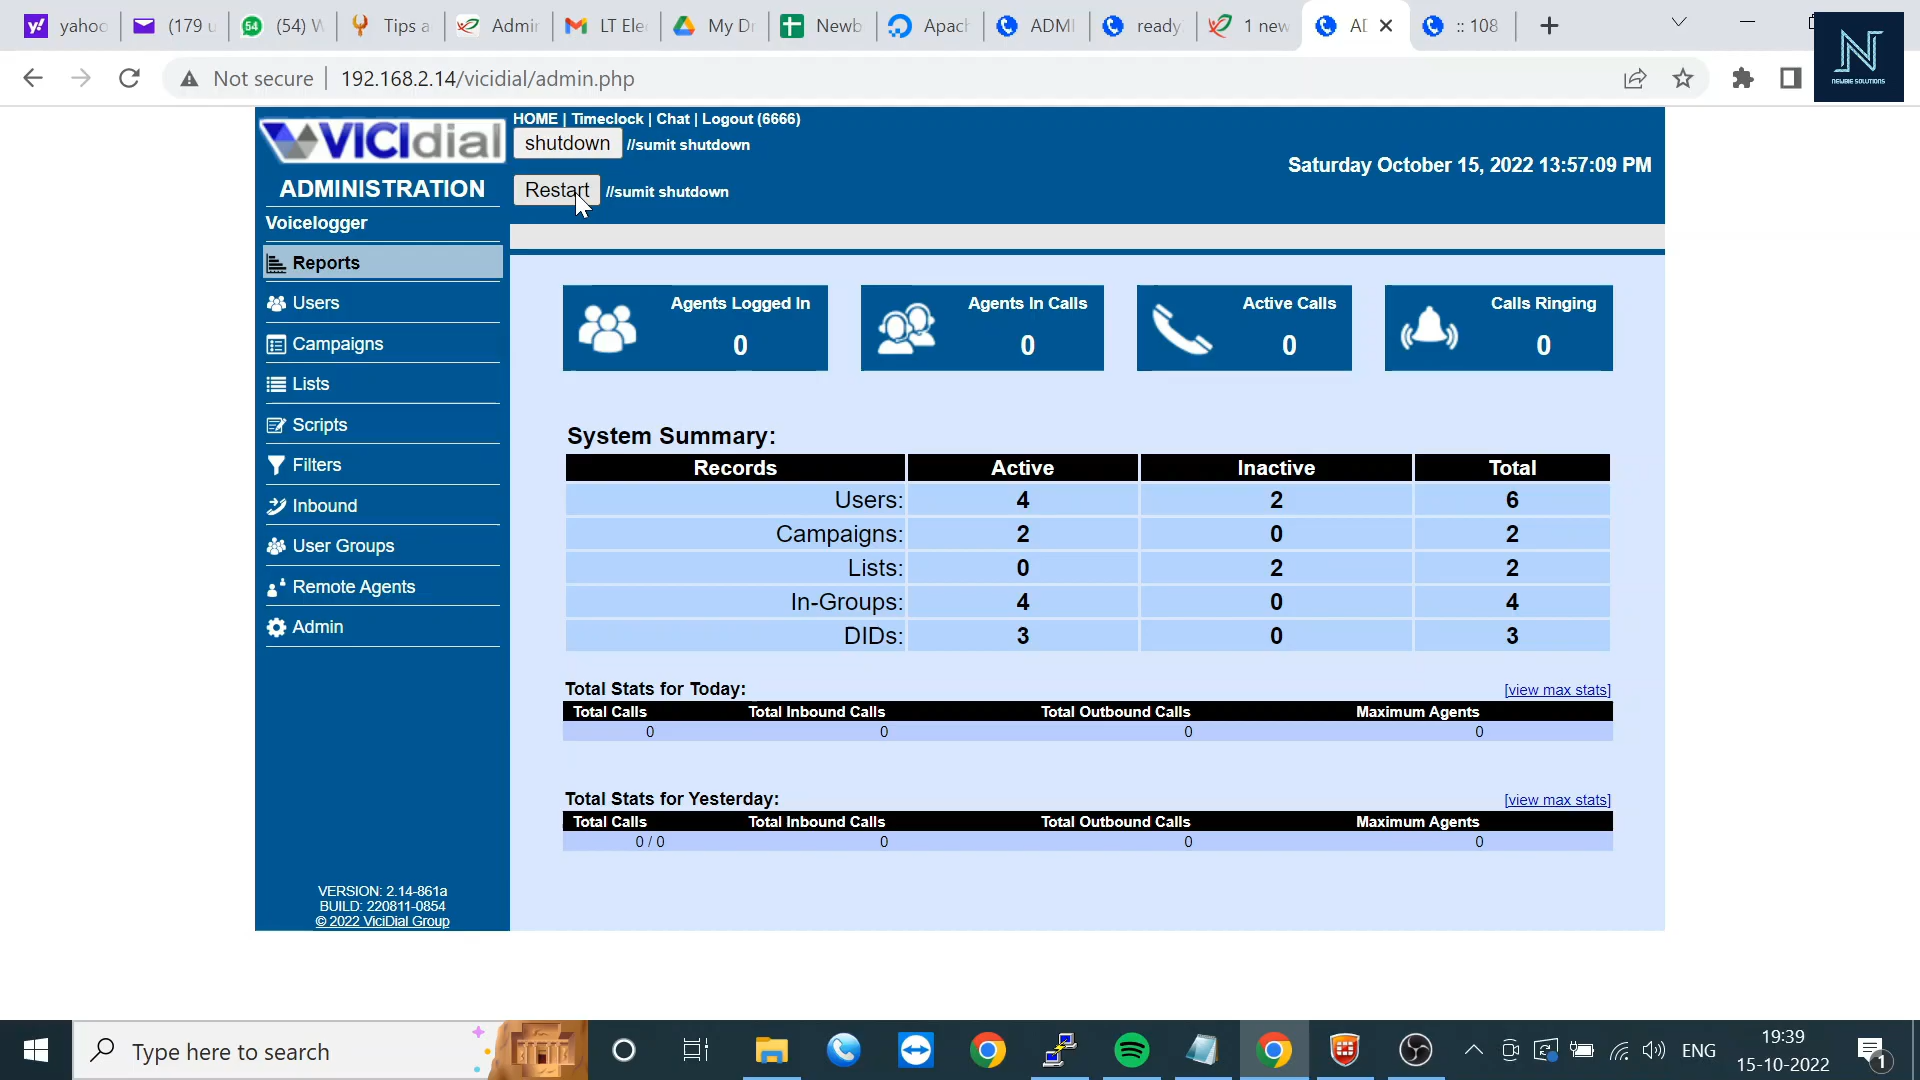 yahoo
(179 u
54
(54) W
Tips a
Admin
LT Ele
My Dr
Newb
Apach
ADMI
ready
1 new
AD
:: 108
Not secure
192.168.2.14/vicidial/admin.php
N
NEWBIE SOLUTIONS
VICIdial
ADMINISTRATION
HOME | Timeclock | Chat | Logout (6666)
shutdown //sumit shutdown
Restart //sumit shutdown
Saturday October 15, 2022 13:57:09 PM
Voicelogger
Reports
Users
Campaigns
Lists
Scripts
Filters
Inbound
User Groups
Remote Agents
Admin
Agents Logged In
0
Agents In Calls
0
Active Calls
0
Calls Ringing
0
System Summary:
Records Active Inactive Total
Users: 4 2 6
Campaigns: 2 0 2
Lists: 0 2 2
In-Groups: 4 0 4
DIDs: 3 0 3
Total Stats for Today: [view max stats]
Total Calls Total Inbound Calls Total Outbound Calls Maximum Agents
0 0 0 0
Total Stats for Yesterday: [view max stats]
Total Calls Total Inbound Calls Total Outbound Calls Maximum Agents
0 / 0 0 0 0
VERSION: 2.14-861a
BUILD: 220811-0854
© 2022 ViciDial Group
Type here to search
ENG
19:39
15-10-2022
1